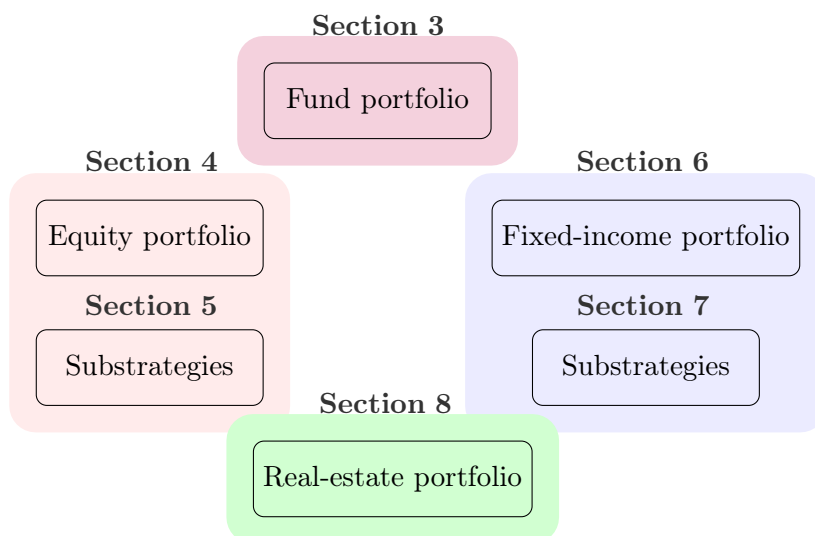 Section 3
Fund portfolio
Section 4
Equity portfolio
Section 5
Substrategies
Section 6
Fixed-income portfolio
Section 7
Substrategies
Section 8
Real-estate portfolio